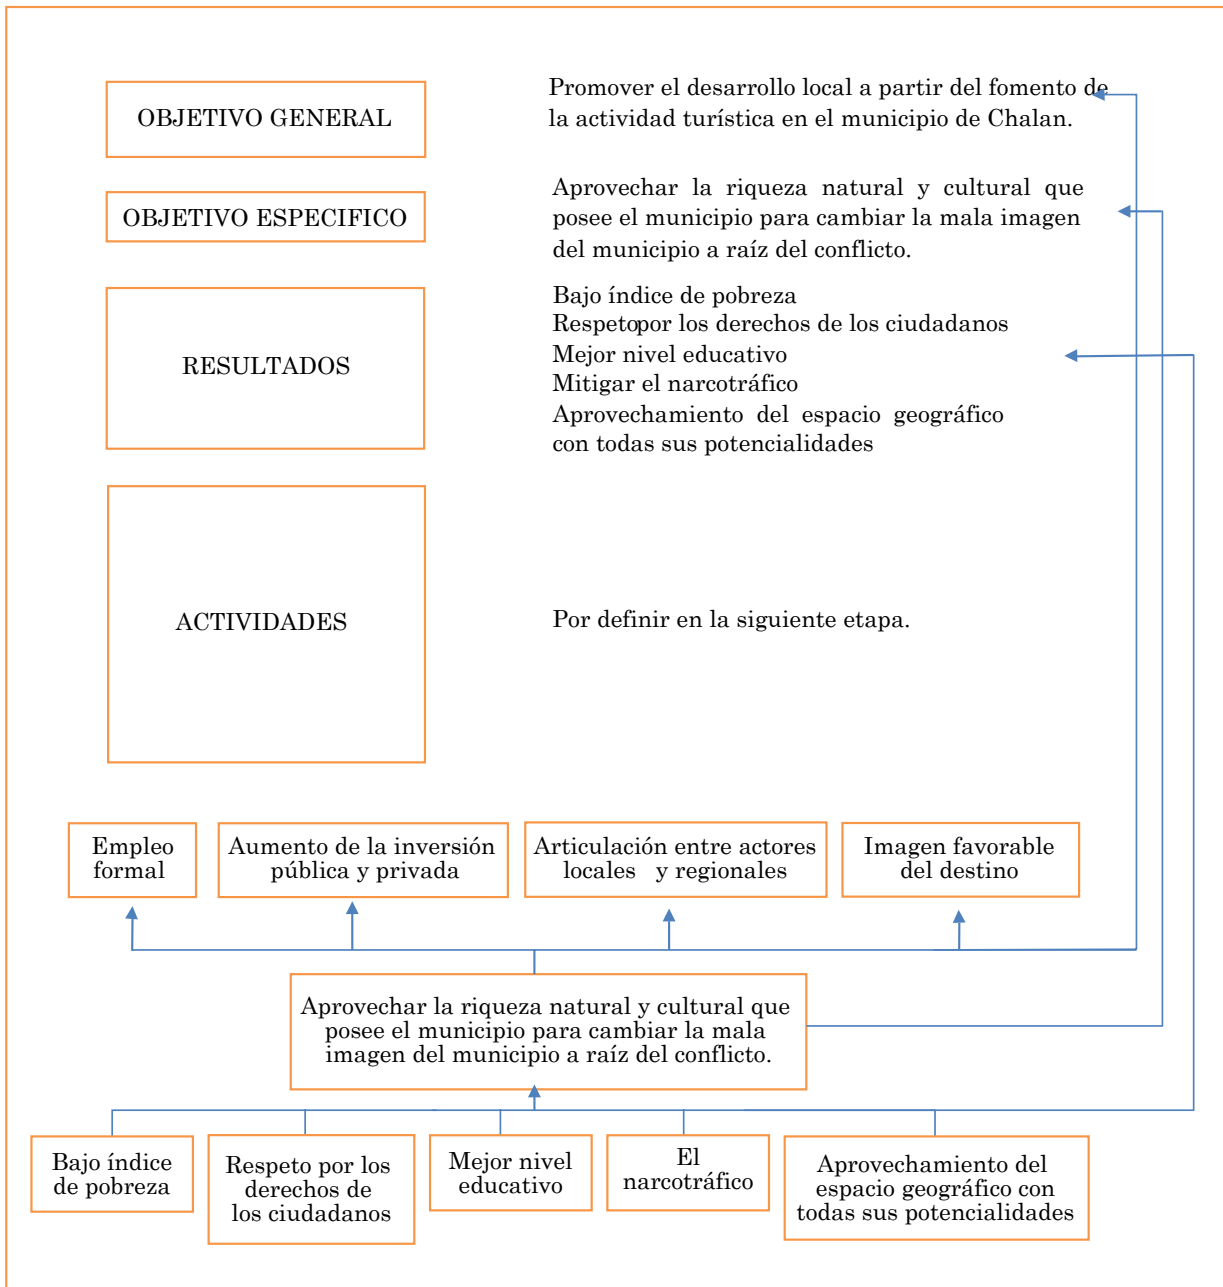 OBJETIVO GENERAL
Promover el desarrollo local a partir del fomento de
la actividad turística en el municipio de Chalan.
OBJETIVO ESPECIFICO
Aprovechar la riqueza natural y cultural que
posee el municipio para cambiar la mala imagen
del municipio a raíz del conflicto.
RESULTADOS
Bajo índice de pobreza
Respeto por los derechos de los ciudadanos
Mejor nivel educativo
Mitigar el narcotráfico
Aprovechamiento del espacio geográfico
con todas sus potencialidades
ACTIVIDADES
Por definir en la siguiente etapa.
Empleo
formal
Aumento de la inversión
pública y privada
Articulación entre actores
locales y regionales
Imagen favorable
del destino
Aprovechar la riqueza natural y cultural que
posee el municipio para cambiar la mala
imagen del municipio a raíz del conflicto.
Bajo índice
de pobreza
Respeto por los
derechos de
los ciudadanos
Mejor nivel
educativo
El
narcotráfico
Aprovechamiento del
espacio geográfico con
todas sus potencialidades